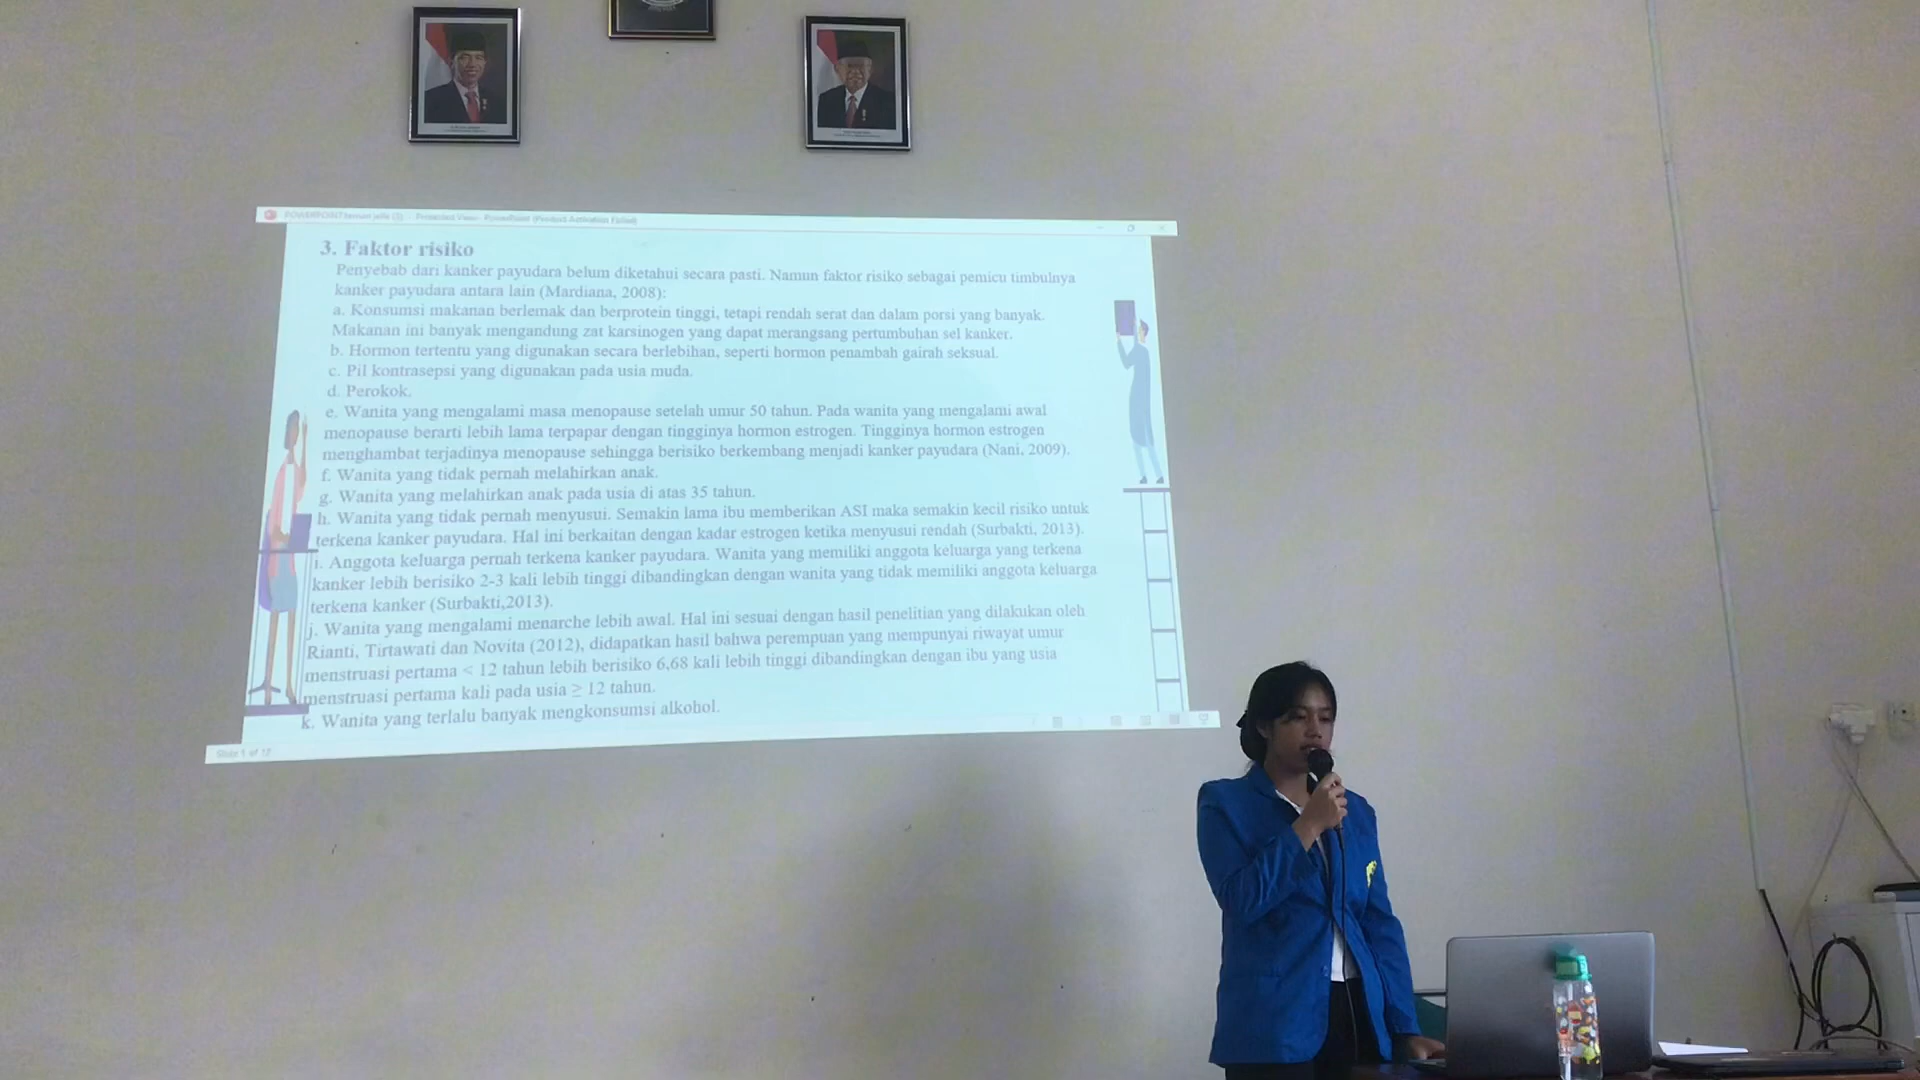 POWERPOINT
PowerPoint (Product Activation Failed)
3. Faktor risiko
Penyebab dari kanker payudara belum diketahui secara pasti. Namun faktor risiko sebagai pemicu timbulnya
kanker payudara antara lain (Mardiana, 2008):
a. Konsumsi makanan berlemak dan berprotein tinggi, tetapi rendah serat dan dalam porsi yang banyak.
Makanan ini banyak mengandung zat karsinogen yang dapat merangsang pertumbuhan sel kanker.
b. Hormon tertentu yang digunakan secara berlebihan, seperti hormon penambah gairah seksual.
c. Pil kontrasepsi yang digunakan pada usia muda.
d. Perokok.
e. Wanita yang mengalami masa menopause setelah umur 50 tahun. Pada wanita yang mengalami awal
menopause berarti lebih lama terpapar dengan tingginya hormon estrogen. Tingginya hormon estrogen
menghambat terjadinya menopause sehingga berisiko berkembang menjadi kanker payudara (Nani, 2009).
f. Wanita yang tidak pernah melahirkan anak.
g. Wanita yang melahirkan anak pada usia di atas 35 tahun.
h. Wanita yang tidak pernah menyusui. Semakin lama ibu memberikan ASI maka semakin kecil risiko untuk
terkena kanker payudara. Hal ini berkaitan dengan kadar estrogen ketika menyusui rendah (Surbakti, 2013).
i. Anggota keluarga pernah terkena kanker payudara. Wanita yang memiliki anggota keluarga yang terkena
kanker lebih berisiko 2-3 kali lebih tinggi dibandingkan dengan wanita yang tidak memiliki anggota keluarga
terkena kanker (Surbakti,2013).
j. Wanita yang mengalami menarche lebih awal. Hal ini sesuai dengan hasil penelitian yang dilakukan oleh
Rianti, Tirtawati dan Novita (2012), didapatkan hasil bahwa perempuan yang mempunyai riwayat umur
menstruasi pertama < 12 tahun lebih berisiko 6,68 kali lebih tinggi dibandingkan dengan ibu yang usia
menstruasi pertama kali pada usia ≥ 12 tahun.
k. Wanita yang terlalu banyak mengkonsumsi alkohol.
Slide 1 of 12